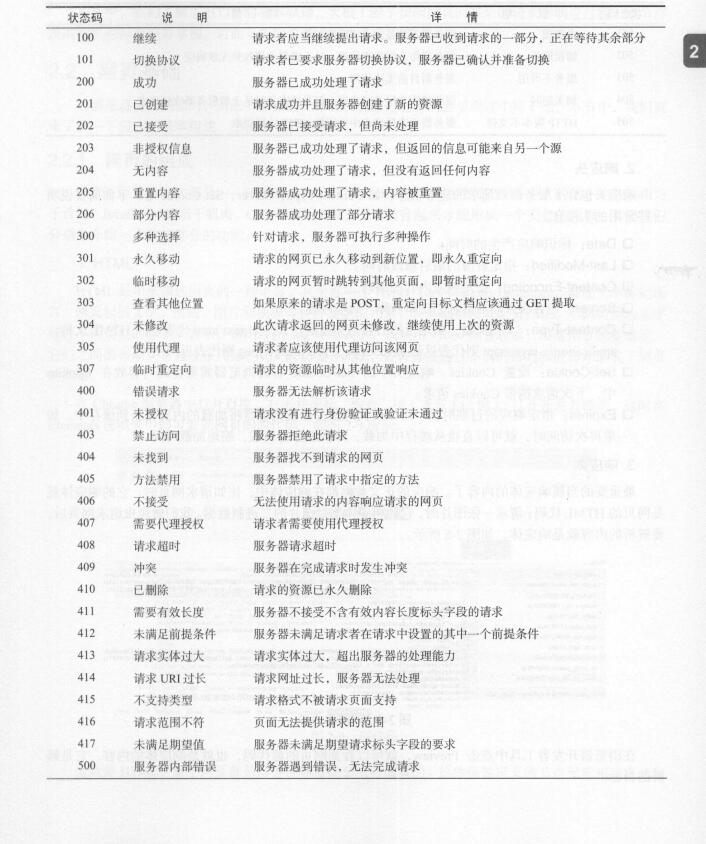 状态码 说 明 详 情
100 继续 请求者应当继续提出请求。服务器已收到请求的一部分，正在等待其余部分
101 切换协议 请求者已要求服务器切换协议，服务器已确认并准备切换
200 成功 服务器已成功处理了请求
201 已创建 请求成功并且服务器创建了新的资源
202 已接受 服务器已接受请求，但尚未处理
203 非授权信息 服务器已成功处理了请求，但返回的信息可能来自另一个源
204 无内容 服务器成功处理了请求，但没有返回任何内容
205 重置内容 服务器成功处理了请求，内容被重置
206 部分内容 服务器成功处理了部分请求
300 多种选择 针对请求，服务器可执行多种操作
301 永久移动 请求的网页已永久移动到新位置，即永久重定向
302 临时移动 请求的网页暂时跳转到其他页面，即暂时重定向
303 查看其他位置 如果原来的请求是 POST，重定向目标文档应该通过 GET 提取
304 未修改 此次请求返回的网页未修改，继续使用上次的资源
305 使用代理 请求者应该使用代理访问该网页
307 临时重定向 请求的资源临时从其他位置响应
400 错误请求 服务器无法解析该请求
401 未授权 请求没有进行身份验证或验证未通过
403 禁止访问 服务器拒绝此请求
404 未找到 服务器找不到请求的网页
405 方法禁用 服务器禁用了请求中指定的方法
406 不接受 无法使用请求的内容响应请求的网页
407 需要代理授权 请求者需要使用代理授权
408 请求超时 服务器请求超时
409 冲突 服务器在完成请求时发生冲突
410 已删除 请求的资源已永久删除
411 需要有效长度 服务器不接受不含有效内容长度标头字段的请求
412 未满足前提条件 服务器未满足请求者在请求中设置的其中一个前提条件
413 请求实体过大 请求实体过大，超出服务器的处理能力
414 请求 URI 过长 请求网址过长，服务器无法处理
415 不支持类型 请求格式不被请求页面支持
416 请求范围不符 页面无法提供请求的范围
417 未满足期望值 服务器未满足期望请求标头字段的要求
500 服务器内部错误 服务器遇到错误，无法完成请求
2